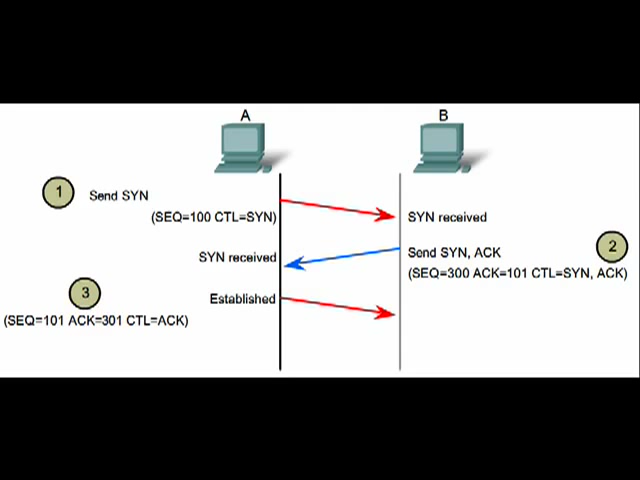 A
B
1
Send SYN
(SEQ=100 CTL=SYN)
SYN received
SYN received
Send SYN, ACK
2
(SEQ=300 ACK=101 CTL=SYN, ACK)
3
Established
(SEQ=101 ACK=301 CTL=ACK)